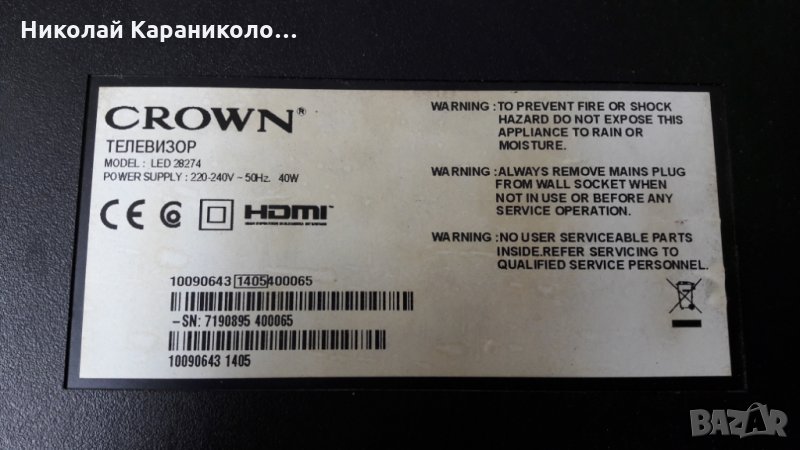 Николай Караниколо...
CROWN®
ТЕЛЕВИЗОР
MODEL : LED 28274
POWER SUPPLY : 220-240V ~ 50Hz. 40W
CE HDMI
WARNING :TO PREVENT FIRE OR SHOCK
HAZARD DO NOT EXPOSE THIS
APPLIANCE TO RAIN OR
MOISTURE.
WARNING :ALWAYS REMOVE MAINS PLUG
FROM WALL SOCKET WHEN
NOT IN USE OR BEFORE ANY
SERVICE OPERATION.
WARNING :NO USER SERVICEABLE PARTS
INSIDE.REFER SERVICING TO
QUALIFIED SERVICE PERSONNEL.
10090643 1405 400065
-SN: 7190895 400065
10090643 1405
BAZAR